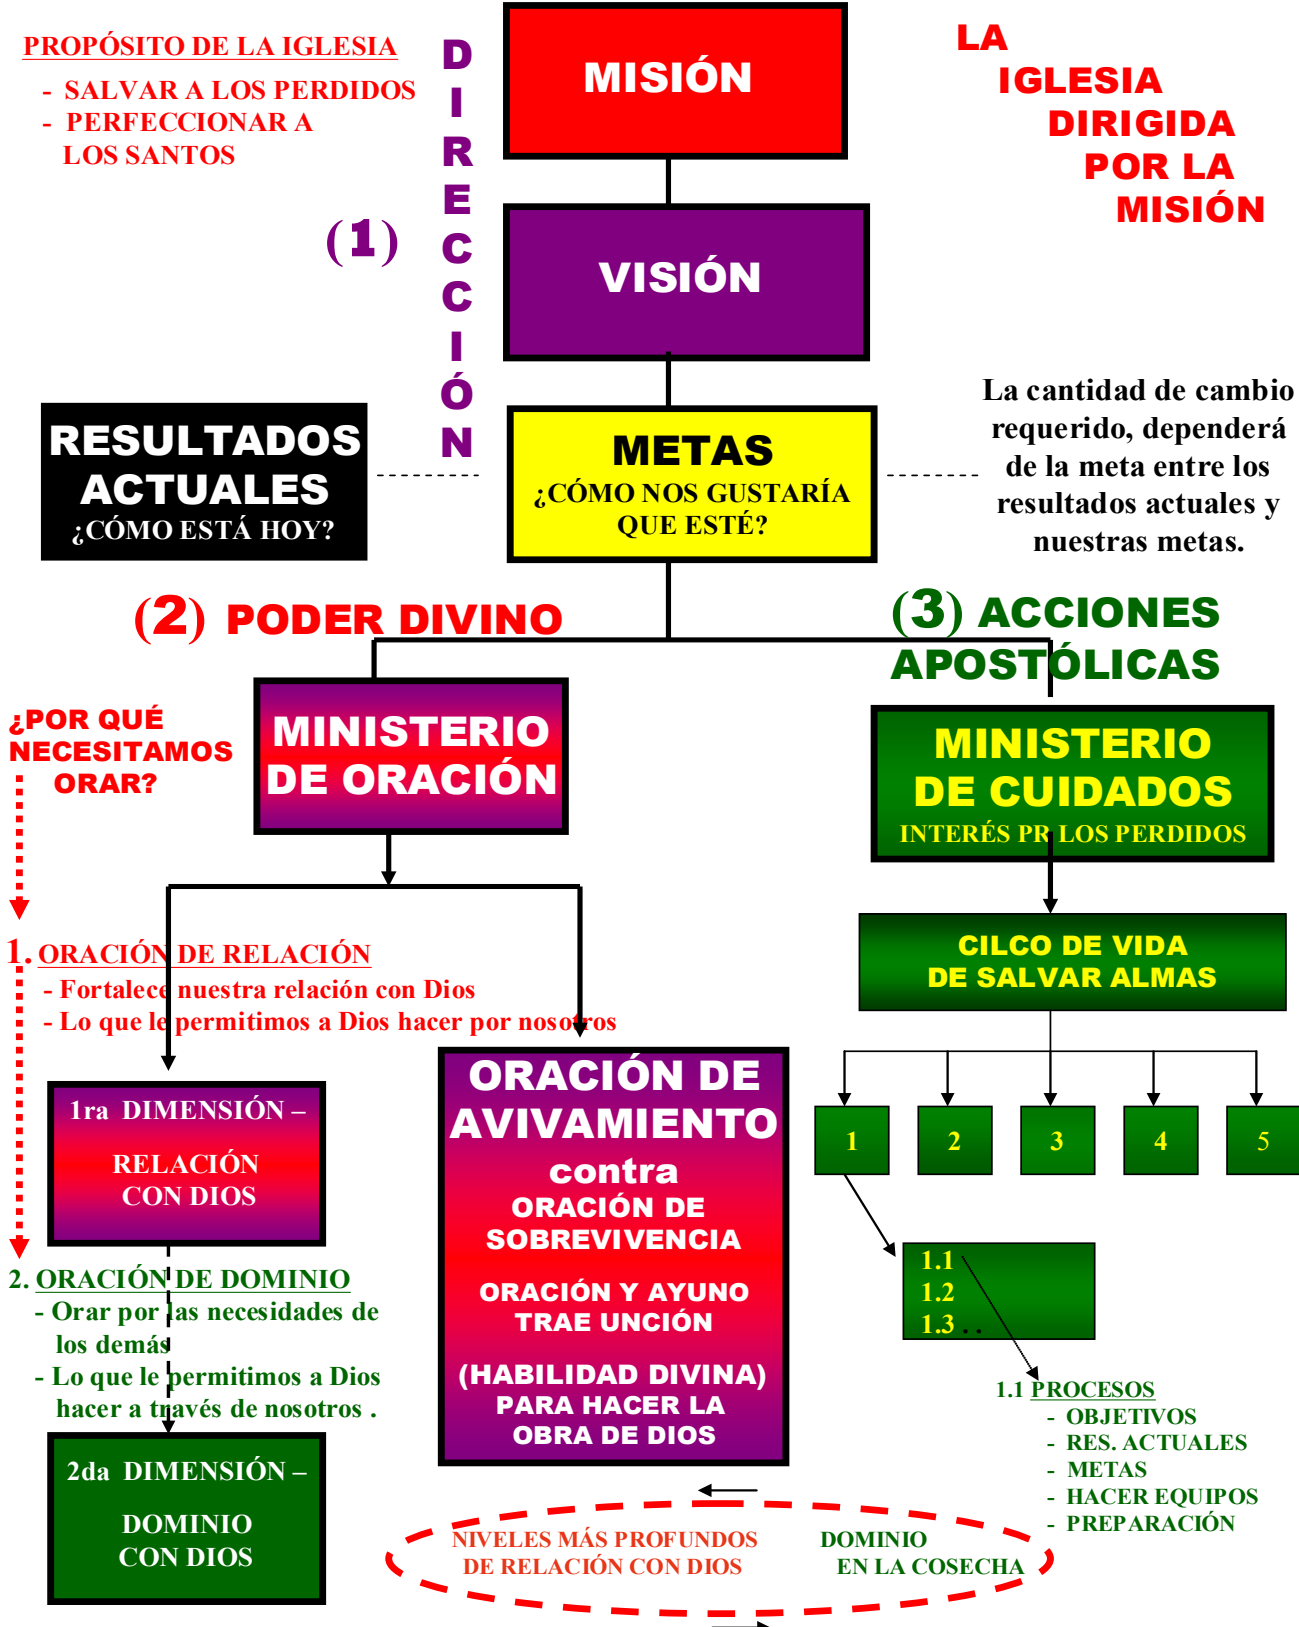 PROPÓSITO DE LA IGLESIA
- SALVAR A LOS PERDIDOS
- PERFECCIONAR A
LOS SANTOS
DIRECCIÓN
(1)
MISIÓN
LA
IGLESIA
DIRIGIDA
POR LA
MISIÓN
VISIÓN
RESULTADOS
ACTUALES
¿CÓMO ESTÁ HOY?
METAS
¿CÓMO NOS GUSTARÍA
QUE ESTÉ?
La cantidad de cambio
requerido, dependerá
de la meta entre los
resultados actuales y
nuestras metas.
(2) PODER DIVINO
(3) ACCIONES
APOSTÓLICAS
¿POR QUÉ
NECESITAMOS
ORAR?
MINISTERIO
DE ORACIÓN
MINISTERIO
DE CUIDADOS
INTERÉS PR LOS PERDIDOS
CILCO DE VIDA
DE SALVAR ALMAS
1. ORACIÓN DE RELACIÓN
- Fortalece nuestra relación con Dios
- Lo que le permitimos a Dios hacer por nosotros
1ra DIMENSIÓN –
RELACIÓN
CON DIOS
2. ORACIÓN DE DOMINIO
- Orar por las necesidades de
los demás
- Lo que le permitimos a Dios
hacer a través de nosotros .
2da DIMENSIÓN –
DOMINIO
CON DIOS
ORACIÓN DE
AVIVAMIENTO
contra
ORACIÓN DE
SOBREVIVENCIA
ORACIÓN Y AYUNO
TRAE UNCIÓN
(HABILIDAD DIVINA)
PARA HACER LA
OBRA DE DIOS
1 2 3 4 5
1.1
1.2
1.3 . .
1.1 PROCESOS
- OBJETIVOS
- RES. ACTUALES
- METAS
- HACER EQUIPOS
- PREPARACIÓN
NIVELES MÁS PROFUNDOS
DE RELACIÓN CON DIOS
DOMINIO
EN LA COSECHA